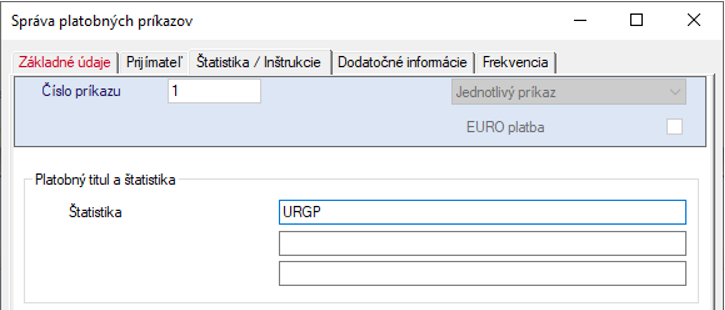 Správa platobných príkazov
Základné údaje Prijímateľ Štatistika / Inštrukcie Dodatočné informácie Frekvencia
Číslo príkazu 1 Jednotlivý príkaz
EURO platba
Platobný titul a štatistika
Štatistika URGP